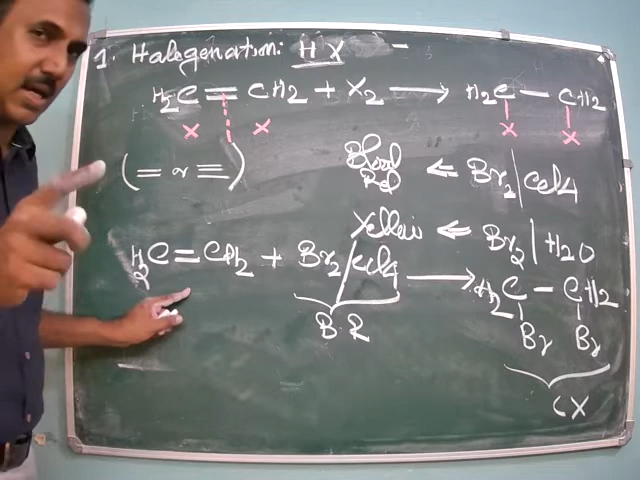 1. Halogenation: HX -
H2C = CH2 + X2 → H2C - CH2
X X X X
(= or ≡)
Blood Red ⇐ Br2 | CCl4
Yellow ⇐ Br2 | H2O
H2C = CH2 + Br2/CCl4 → H2C - CH2
Br Br
B R
CX